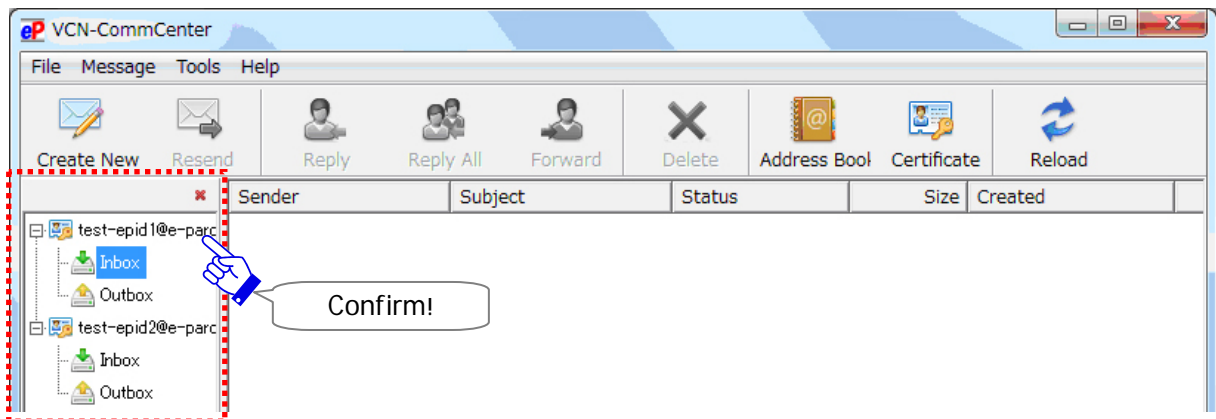 eP VCN-CommCenter
File Message Tools Help
Create New Resend Reply Reply All Forward Delete Address Bool Certificate Reload
Sender Subject Status Size Created
test-epid1@e-parc
Inbox
Outbox
Confirm!
test-epid2@e-parc
Inbox
Outbox